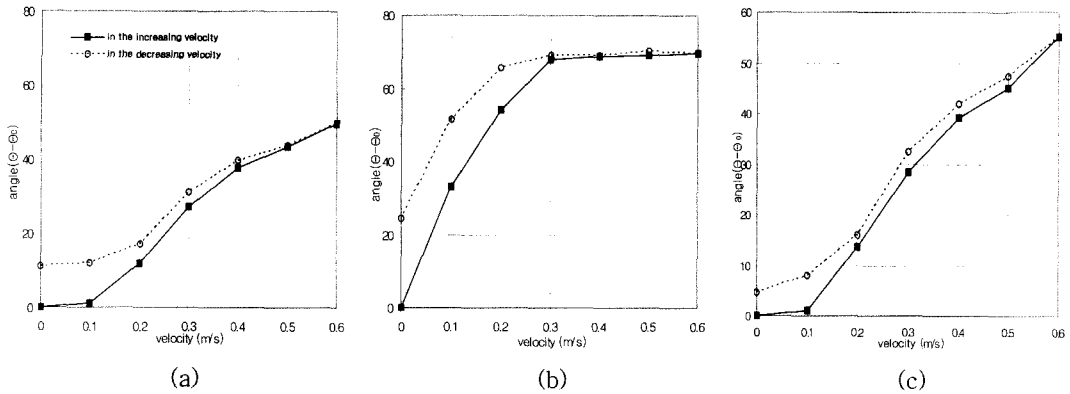 80
60
40
20
0
angle(Θ-Θ₀)
in the increasing velocity
in the decreasing velocity
0 0.1 0.2 0.3 0.4 0.5 0.6
velocity (m/s)
(a)
80
60
40
20
0
angle(Θ-Θ₀)
0 0.1 0.2 0.3 0.4 0.5 0.6
velocity (m/s)
(b)
60
50
40
30
20
10
0
angle(Θ-Θ₀)
0 0.1 0.2 0.3 0.4 0.5 0.6
velocity (m/s)
(c)